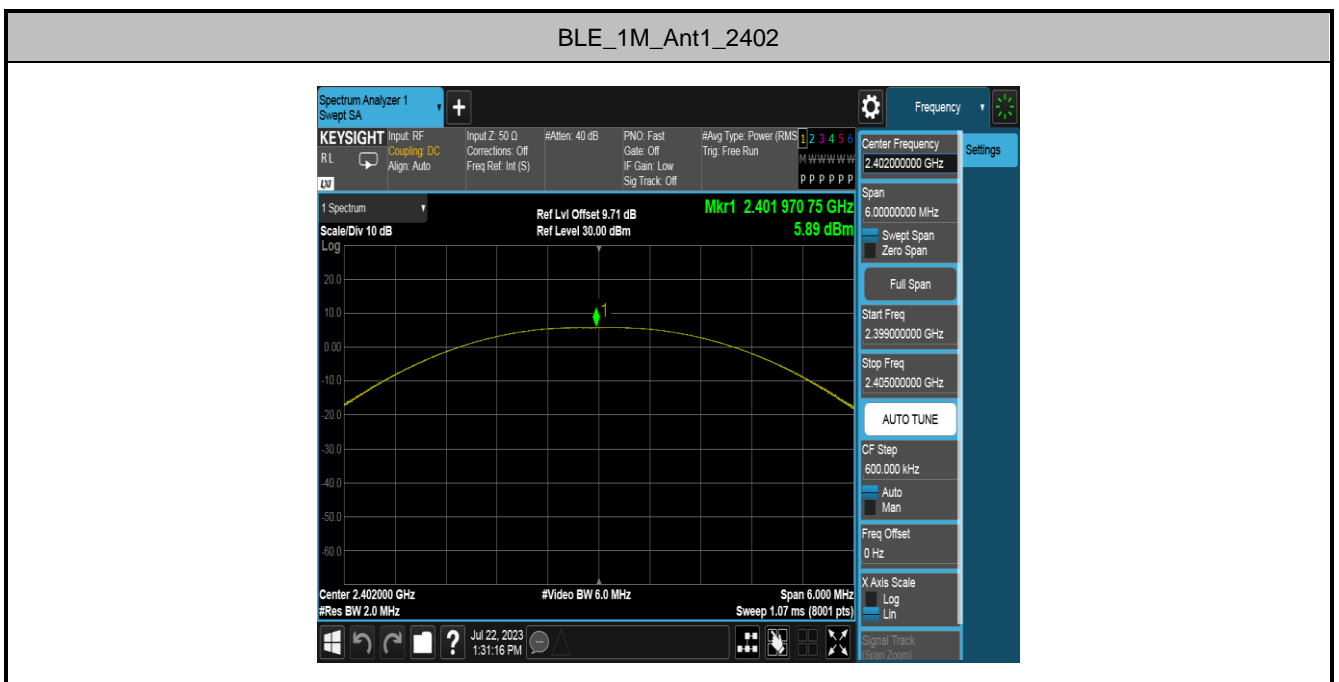 BLE_1M_Ant1_2402
Spectrum Analyzer 1
Swept SA
+
Frequency
KEYSIGHT
RL
LXI
Input: RF
Coupling: DC
Align: Auto
Input Z: 50 Ω
Corrections: Off
Freq Ref: Int (S)
#Atten: 40 dB
PNO: Fast
Gate: Off
IF Gain: Low
Sig Track: Off
#Avg Type: Power (RMS
Trig: Free Run
1 2 3 4 5 6
M W W W W W
P P P P P P
Center Frequency
2.402000000 GHz
Settings
Span
6.00000000 MHz
Swept Span
Zero Span
Full Span
Start Freq
2.399000000 GHz
Stop Freq
2.405000000 GHz
AUTO TUNE
CF Step
600.000 kHz
Auto
Man
Freq Offset
0 Hz
X Axis Scale
Log
Lin
Signal Track
(Span Zoom)
1 Spectrum
Scale/Div 10 dB
Ref Lvl Offset 9.71 dB
Ref Level 30.00 dBm
Mkr1 2.401 970 75 GHz
5.89 dBm
Log
20.0
10.0
0.00
-10.0
-20.0
-30.0
-40.0
-50.0
-60.0
1
Center 2.402000 GHz
#Res BW 2.0 MHz
#Video BW 6.0 MHz
Span 6.000 MHz
Sweep 1.07 ms (8001 pts)
?
Jul 22, 2023
1:31:16 PM